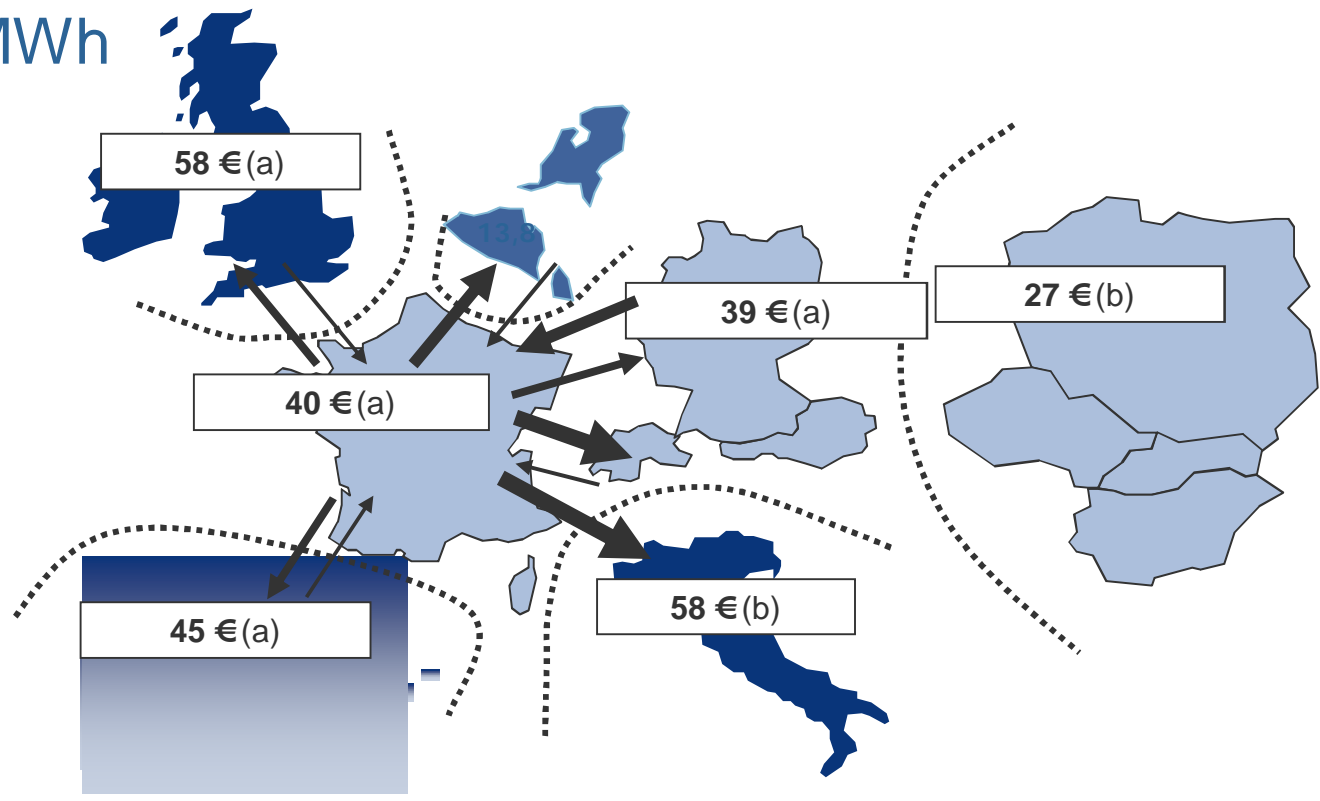 MWh
58 € (a)
13,8
39 € (a)
27 € (b)
40 € (a)
58 € (b)
45 € (a)